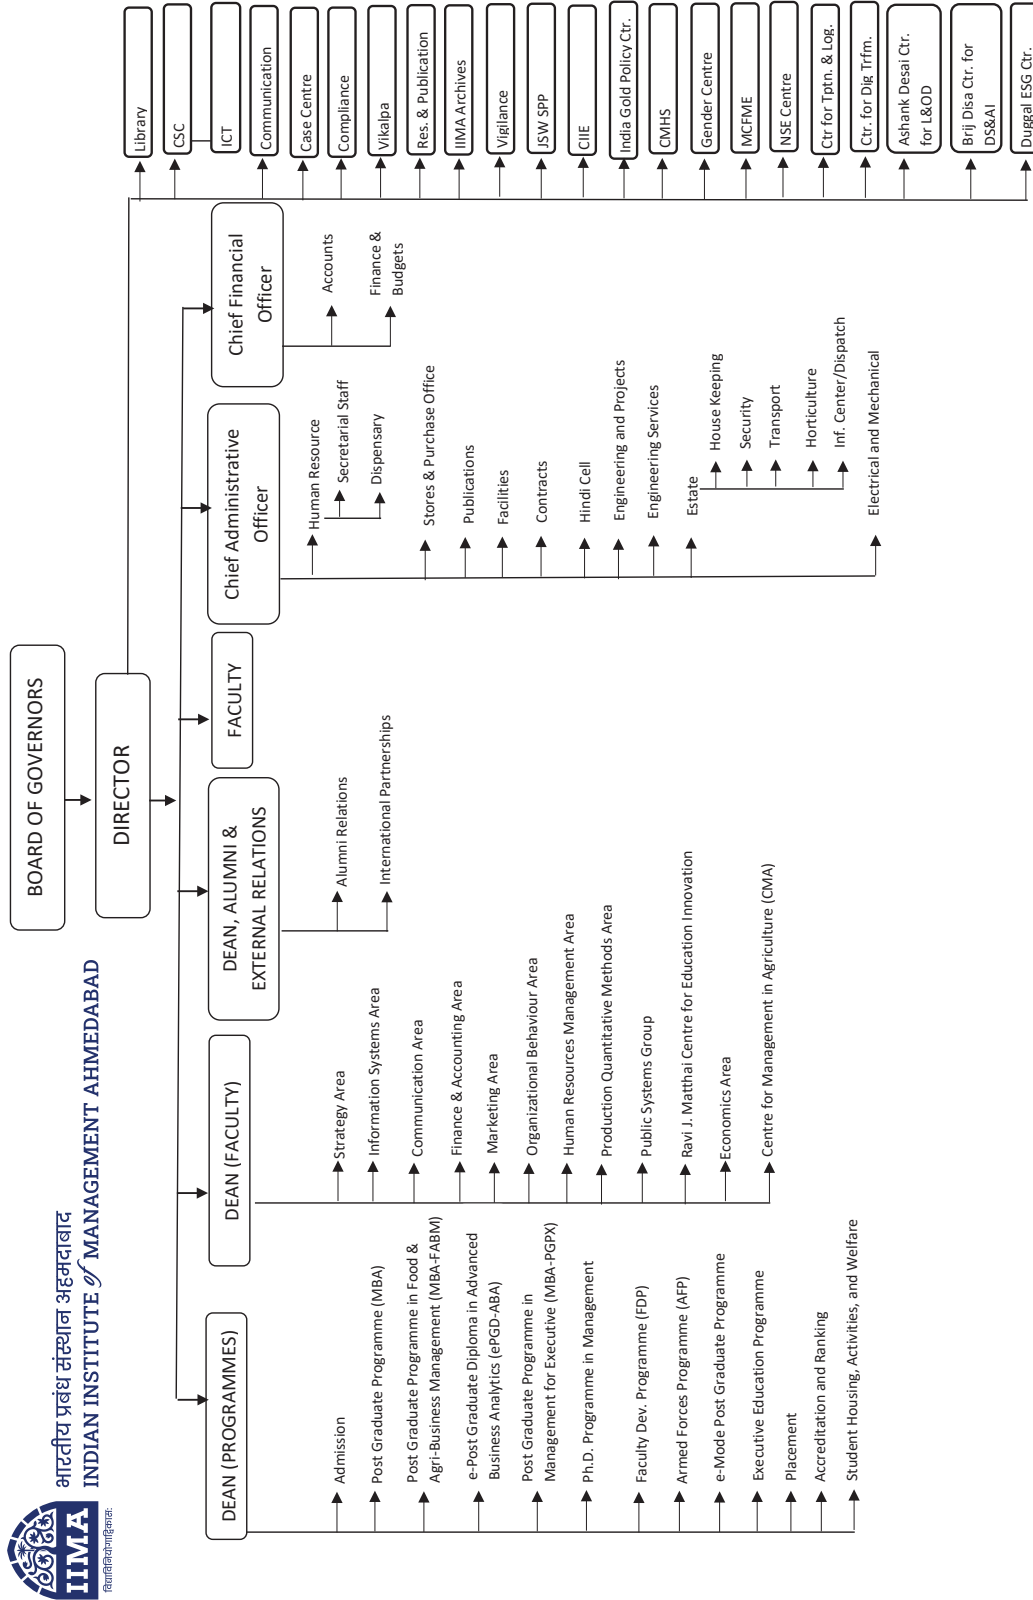 भारतीय प्रबंध संस्थान अहमदाबाद
INDIAN INSTITUTE of MANAGEMENT AHMEDABAD
IIMA
विद्याविनियोगाद्विकास:
BOARD OF GOVERNORS
DIRECTOR
DEAN (PROGRAMMES)
Admission
Post Graduate Programme (MBA)
Post Graduate Programme in Food &
Agri-Business Management (MBA-FABM)
e-Post Graduate Diploma in Advanced
Business Analytics (ePGD-ABA)
Post Graduate Programme in
Management for Executive (MBA-PGPX)
Ph.D. Programme in Management
Faculty Dev. Programme (FDP)
Armed Forces Programme (AFP)
e-Mode Post Graduate Programme
Executive Education Programme
Placement
Accreditation and Ranking
Student Housing, Activities, and Welfare
DEAN (FACULTY)
Strategy Area
Information Systems Area
Communication Area
Finance & Accounting Area
Marketing Area
Organizational Behaviour Area
Human Resources Management Area
Production Quantitative Methods Area
Public Systems Group
Ravi J. Matthai Centre for Education Innovation
Economics Area
Centre for Management in Agriculture (CMA)
DEAN, ALUMNI &
EXTERNAL RELATIONS
Alumni Relations
International Partnerships
FACULTY
Chief Administrative
Officer
Human Resource
Secretarial Staff
Dispensary
Stores & Purchase Office
Publications
Facilities
Contracts
Hindi Cell
Engineering and Projects
Engineering Services
Estate
House Keeping
Security
Transport
Horticulture
Inf. Center/Dispatch
Electrical and Mechanical
Chief Financial
Officer
Accounts
Finance &
Budgets
Library
CSC
ICT
Communication
Case Centre
Compliance
Vikalpa
Res. & Publication
IIMA Archives
Vigilance
JSW SPP
CIIE
India Gold Policy Ctr.
CMHS
Gender Centre
MCFME
NSE Centre
Ctr for Tptn. & Log.
Ctr. for Dig Trfm.
Ashank Desai Ctr.
for L&OD
Brij Disa Ctr. for
DS&AI
Duggal ESG Ctr.